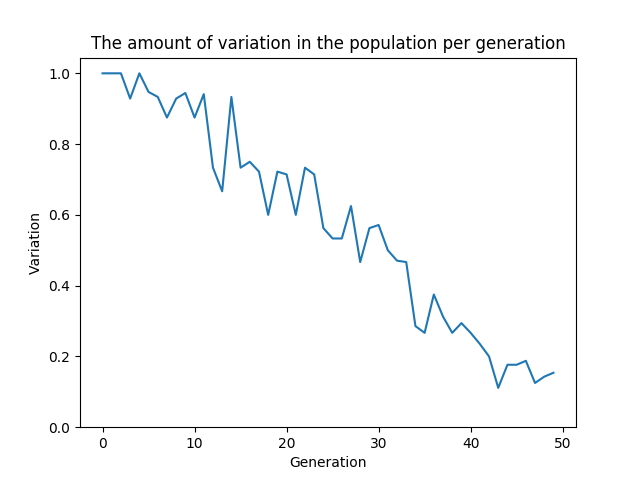 The amount of variation in the population per generation
1.0
0.8
0.6
0.4
0.2
0.0
Variation
0 10 20 30 40 50
Generation